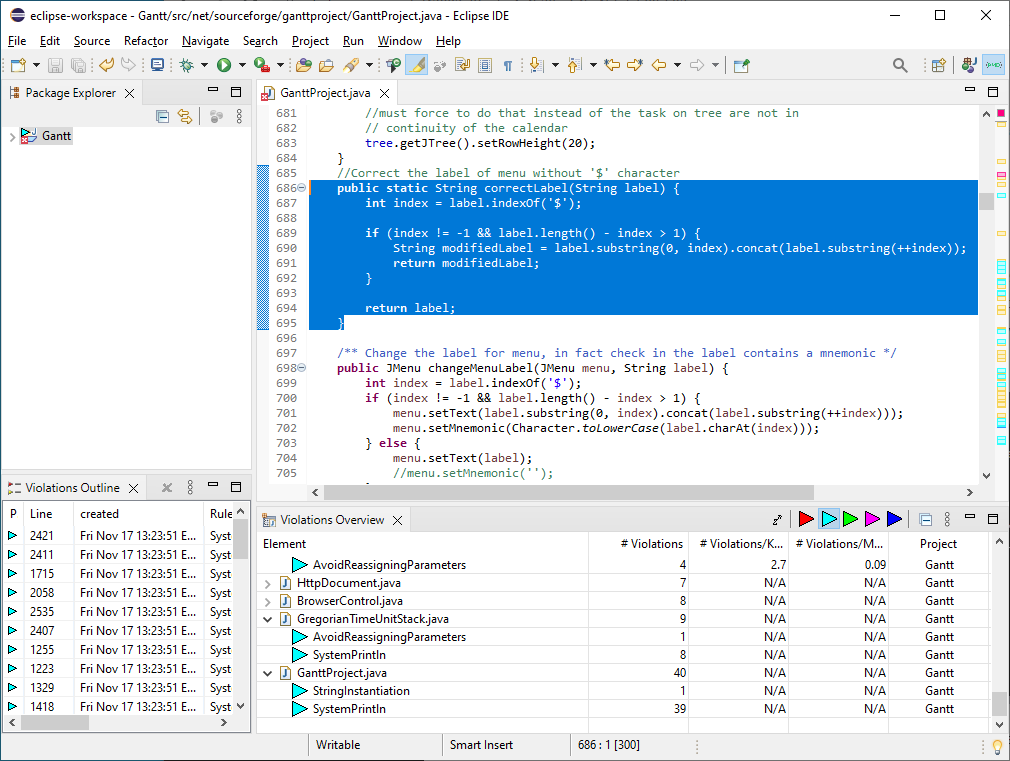 eclipse-workspace - Gantt/src/net/sourceforge/ganttproject/GanttProject.java - Eclipse IDE
File Edit Source Refactor Navigate Search Project Run Window Help
Package Explorer
Gantt
GanttProject.java
681 //must force to do that instead of the task on tree are not in
682 // continuity of the calendar
683 tree.getJTree().setRowHeight(20);
684 }
685 //Correct the label of menu without '$' character
686 public static String correctLabel(String label) {
687 int index = label.indexOf('$');
688
689 if (index != -1 && label.length() - index > 1) {
690 String modifiedLabel = label.substring(0, index).concat(label.substring(++index));
691 return modifiedLabel;
692 }
693
694 return label;
695 }
696
697 /** Change the label for menu, in fact check in the label contains a mnemonic */
698 public JMenu changeMenuLabel(JMenu menu, String label) {
699 int index = label.indexOf('$');
700 if (index != -1 && label.length() - index > 1) {
701 menu.setText(label.substring(0, index).concat(label.substring(++index)));
702 menu.setMnemonic(Character.toLowerCase(label.charAt(index)));
703 } else {
704 menu.setText(label);
705 //menu.setMnemonic('');
Violations Outline
P Line created Rule
2421 Fri Nov 17 13:23:51 E... Syst
2411 Fri Nov 17 13:23:51 E... Syst
1715 Fri Nov 17 13:23:51 E... Syst
2058 Fri Nov 17 13:23:51 E... Syst
2535 Fri Nov 17 13:23:51 E... Syst
2407 Fri Nov 17 13:23:51 E... Syst
1255 Fri Nov 17 13:23:51 E... Syst
1223 Fri Nov 17 13:23:51 E... Syst
1329 Fri Nov 17 13:23:51 E... Syst
1418 Fri Nov 17 13:23:51 E... Syst
Violations Overview
Element # Violations # Violations/K... # Violations/M... Project
AvoidReassigningParameters 4 2.7 0.09 Gantt
HttpDocument.java 7 N/A N/A Gantt
BrowserControl.java 8 N/A N/A Gantt
GregorianTimeUnitStack.java 9 N/A N/A Gantt
AvoidReassigningParameters 1 N/A N/A Gantt
SystemPrintln 8 N/A N/A Gantt
GanttProject.java 40 N/A N/A Gantt
StringInstantiation 1 N/A N/A Gantt
SystemPrintln 39 N/A N/A Gantt
Writable Smart Insert 686 : 1 [300]